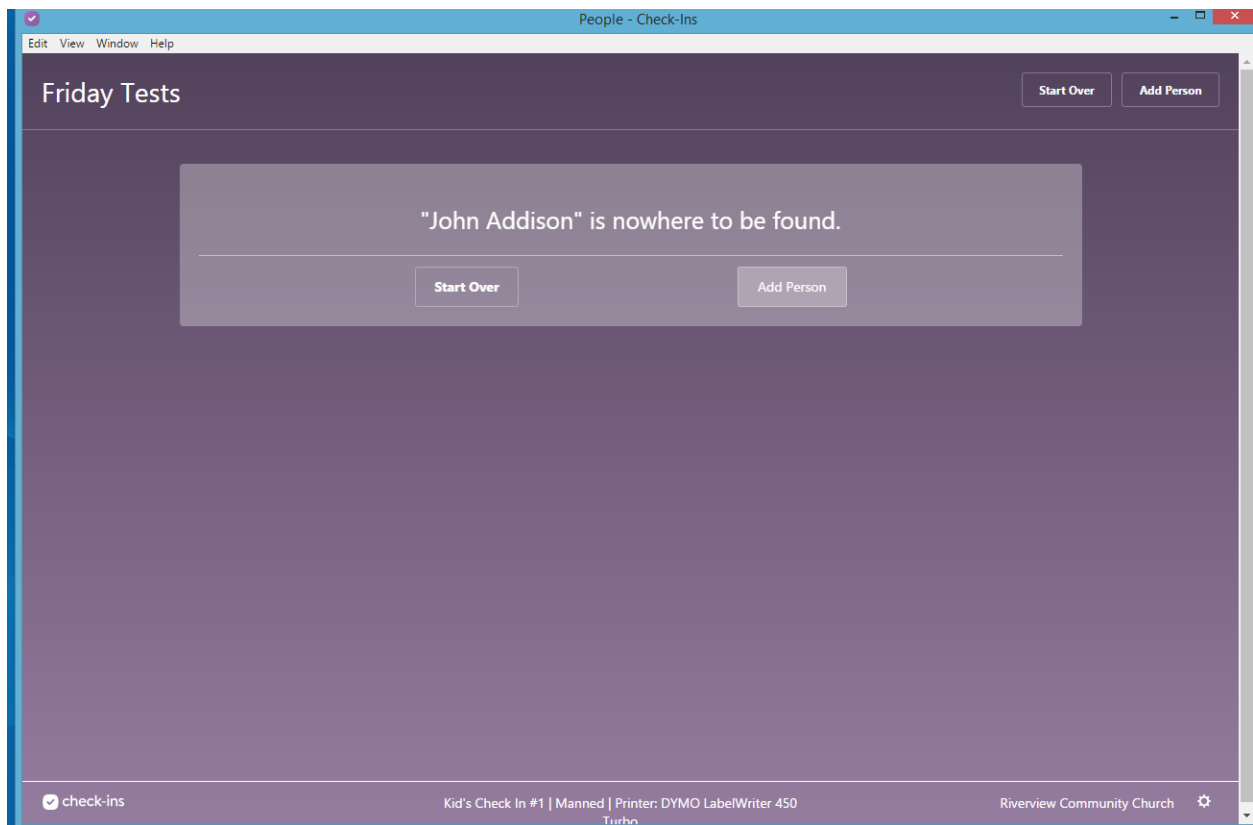 People - Check-Ins
Edit View Window Help
Friday Tests
Start Over Add Person
"John Addison" is nowhere to be found.
Start Over Add Person
check-ins
Kid's Check In #1 | Manned | Printer: DYMO LabelWriter 450
Turbo
Riverview Community Church